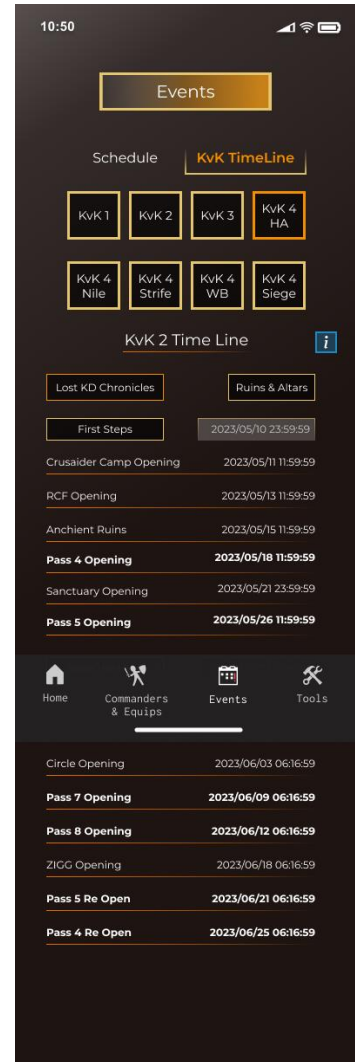 10:50
Events
Schedule KvK TimeLine
KvK 1 KvK 2 KvK 3 KvK 4 HA
KvK 4 Nile KvK 4 Strife KvK 4 WB KvK 4 Siege
KvK 2 Time Line i
Lost KD Chronicles Ruins & Altars
First Steps 2023/05/10 23:59:59
Crusaider Camp Opening 2023/05/11 11:59:59
RCF Opening 2023/05/13 11:59:59
Anchient Ruins 2023/05/15 11:59:59
Pass 4 Opening 2023/05/18 11:59:59
Sanctuary Opening 2023/05/21 23:59:59
Pass 5 Opening 2023/05/26 11:59:59
Home Commanders & Equips Events Tools
Circle Opening 2023/06/03 06:16:59
Pass 7 Opening 2023/06/09 06:16:59
Pass 8 Opening 2023/06/12 06:16:59
ZIGG Opening 2023/06/18 06:16:59
Pass 5 Re Open 2023/06/21 06:16:59
Pass 4 Re Open 2023/06/25 06:16:59